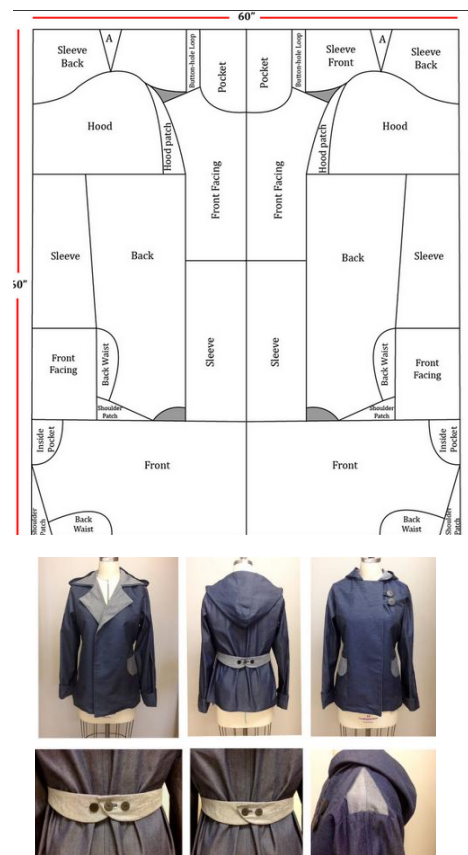 60"
Sleeve
Back
A
Button-hole Loop
Pocket
Pocket
Button-hole Loop
Sleeve
Front
A
Sleeve
Back
Hood
Hood patch
Front Facing
Front Facing
Hood patch
Hood
Sleeve
Back
Back
Sleeve
50"
Front
Facing
Back Waist
Sleeve
Sleeve
Back Waist
Front
Facing
Shoulder
Patch
Shoulder
Patch
Inside
Pocket
Front
Front
Inside
Pocket
Shoulder
Patch
Back
Waist
Back
Waist
Shoulder
Patch